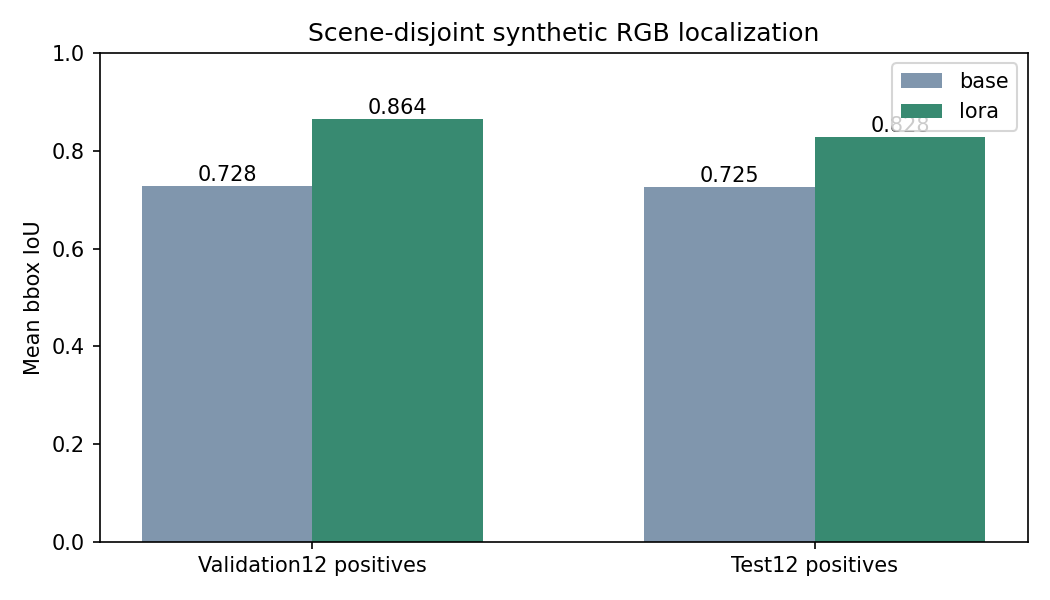 Scene-disjoint synthetic RGB localization
Mean bbox IoU
1.0
0.8
0.6
0.4
0.2
0.0
0.728
0.864
0.725
0.828
base
lora
Validation12 positives
Test12 positives